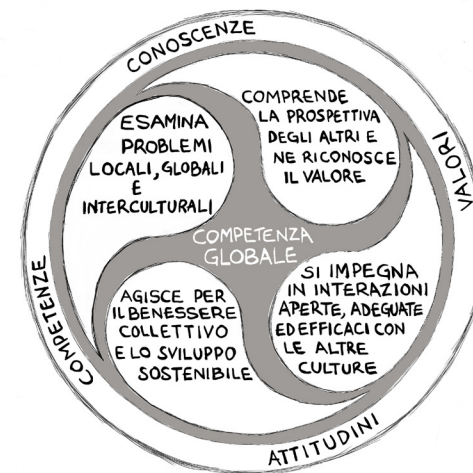 CONOSCENZE
VALORI
ATTITUDINI
COMPETENZE
ESAMINA
PROBLEMI
LOCALI, GLOBALI
E
INTERCULTURALI
COMPRENDE
LA PROSPETTIVA
DEGLI ALTRI E
NE RICONOSCE
IL VALORE
COMPETENZA
GLOBALE
AGISCE PER
IL BENESSERE
COLLETTIVO
E LO SVILUPPO
SOSTENIBILE
SI IMPEGNA
IN INTERAZIONI
APERTE, ADEGUATE
ED EFFICACI CON
LE ALTRE
CULTURE